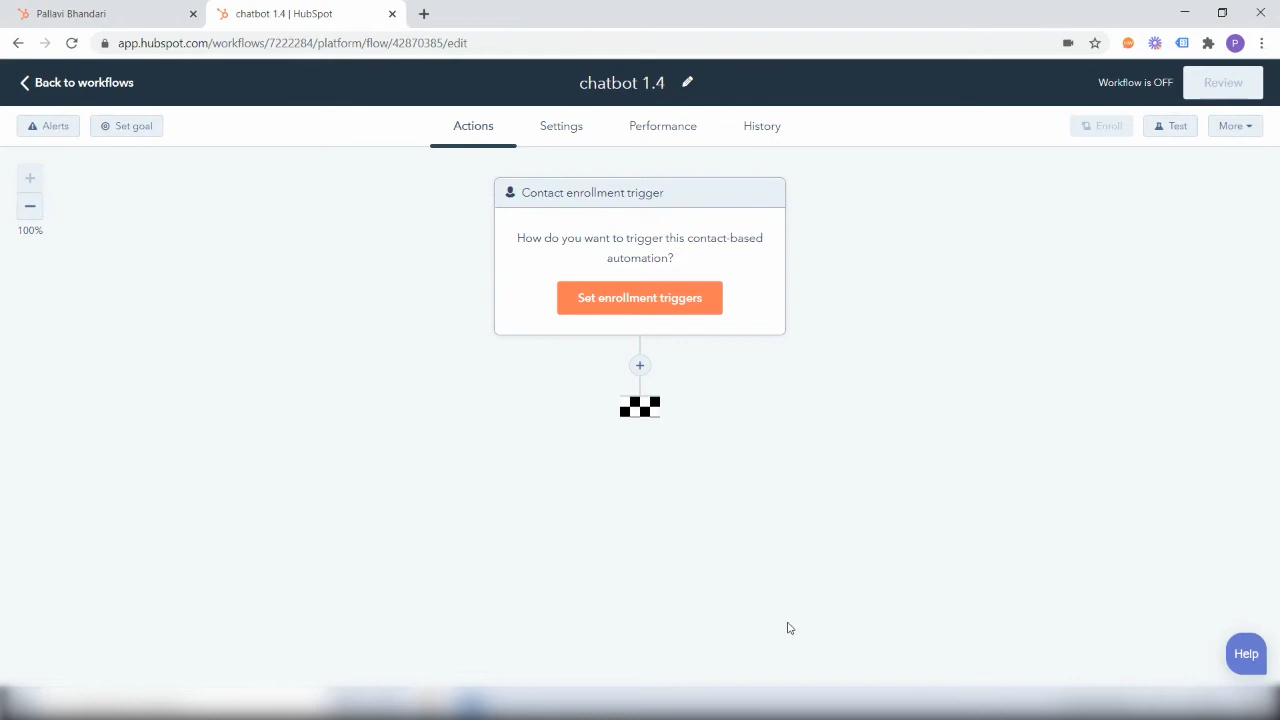 Pallavi Bhandari
chatbot 1.4 | HubSpot
app.hubspot.com/workflows/7222284/platform/flow/42870385/edit
P
Back to workflows
chatbot 1.4
Workflow is OFF
Review
Alerts
Set goal
Actions
Settings
Performance
History
Enroll
Test
More
100%
Contact enrollment trigger
How do you want to trigger this contact-based
automation?
Set enrollment triggers
Help